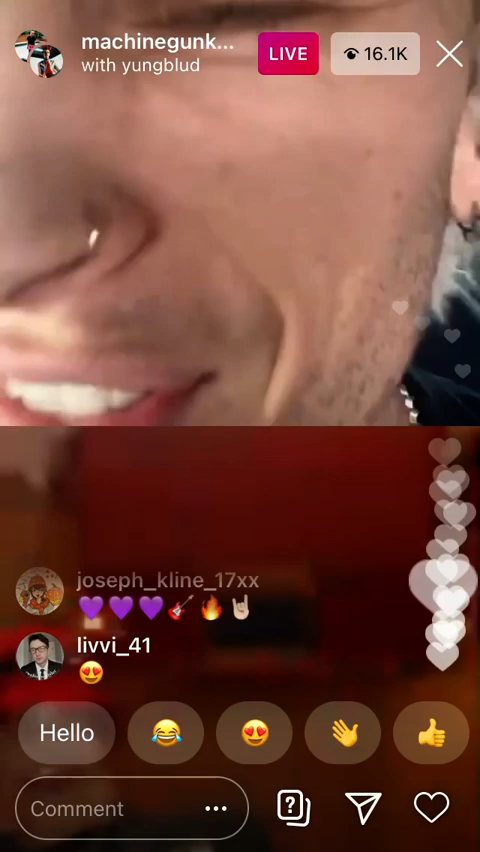 machinegunk...
with yungblud
LIVE
16.1K
joseph_kline_17xx
💜💜💜🎸🔥🤘🏻
livvi_41
😍
Hello
😂 😍 👋 👍
Comment